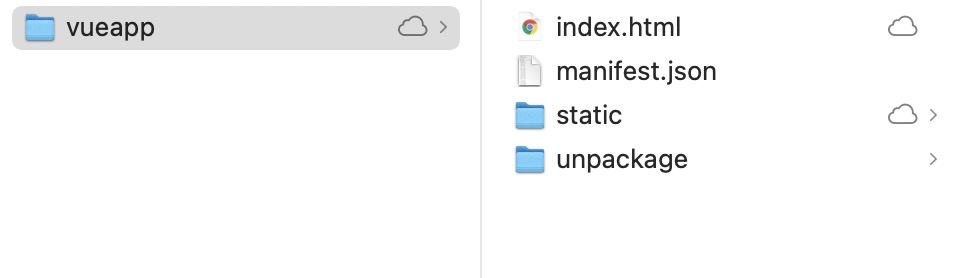 vueapp
index.html
manifest.json
static
unpackage